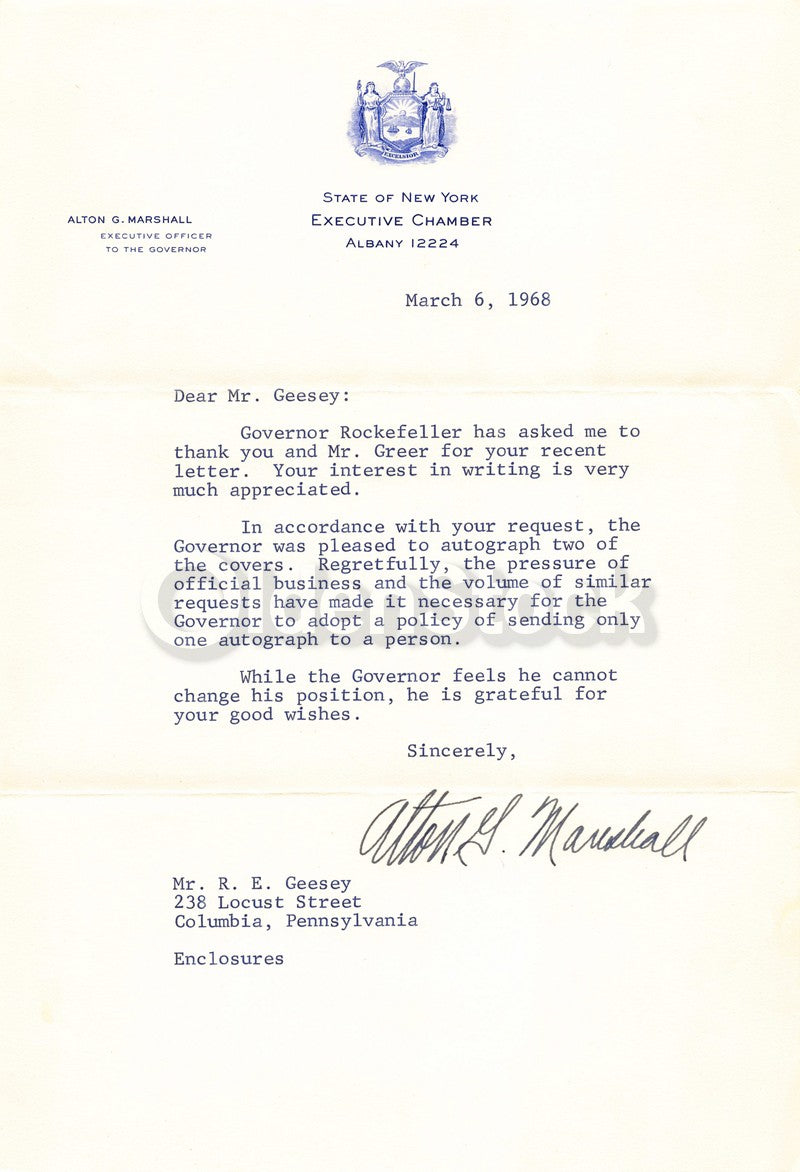 EXCELSIOR
STATE OF NEW YORK
EXECUTIVE CHAMBER
ALBANY 12224
ALTON G. MARSHALL
EXECUTIVE OFFICER
TO THE GOVERNOR
March 6, 1968
Dear Mr. Geesey:
Governor Rockefeller has asked me to
thank you and Mr. Greer for your recent
letter. Your interest in writing is very
much appreciated.
In accordance with your request, the
Governor was pleased to autograph two of
the covers. Regretfully, the pressure of
official business and the volume of similar
requests have made it necessary for the
Governor to adopt a policy of sending only
one autograph to a person.
While the Governor feels he cannot
change his position, he is grateful for
your good wishes.
Sincerely,
Alton G. Marshall
Mr. R. E. Geesey
238 Locust Street
Columbia, Pennsylvania
Enclosures
OldenStock